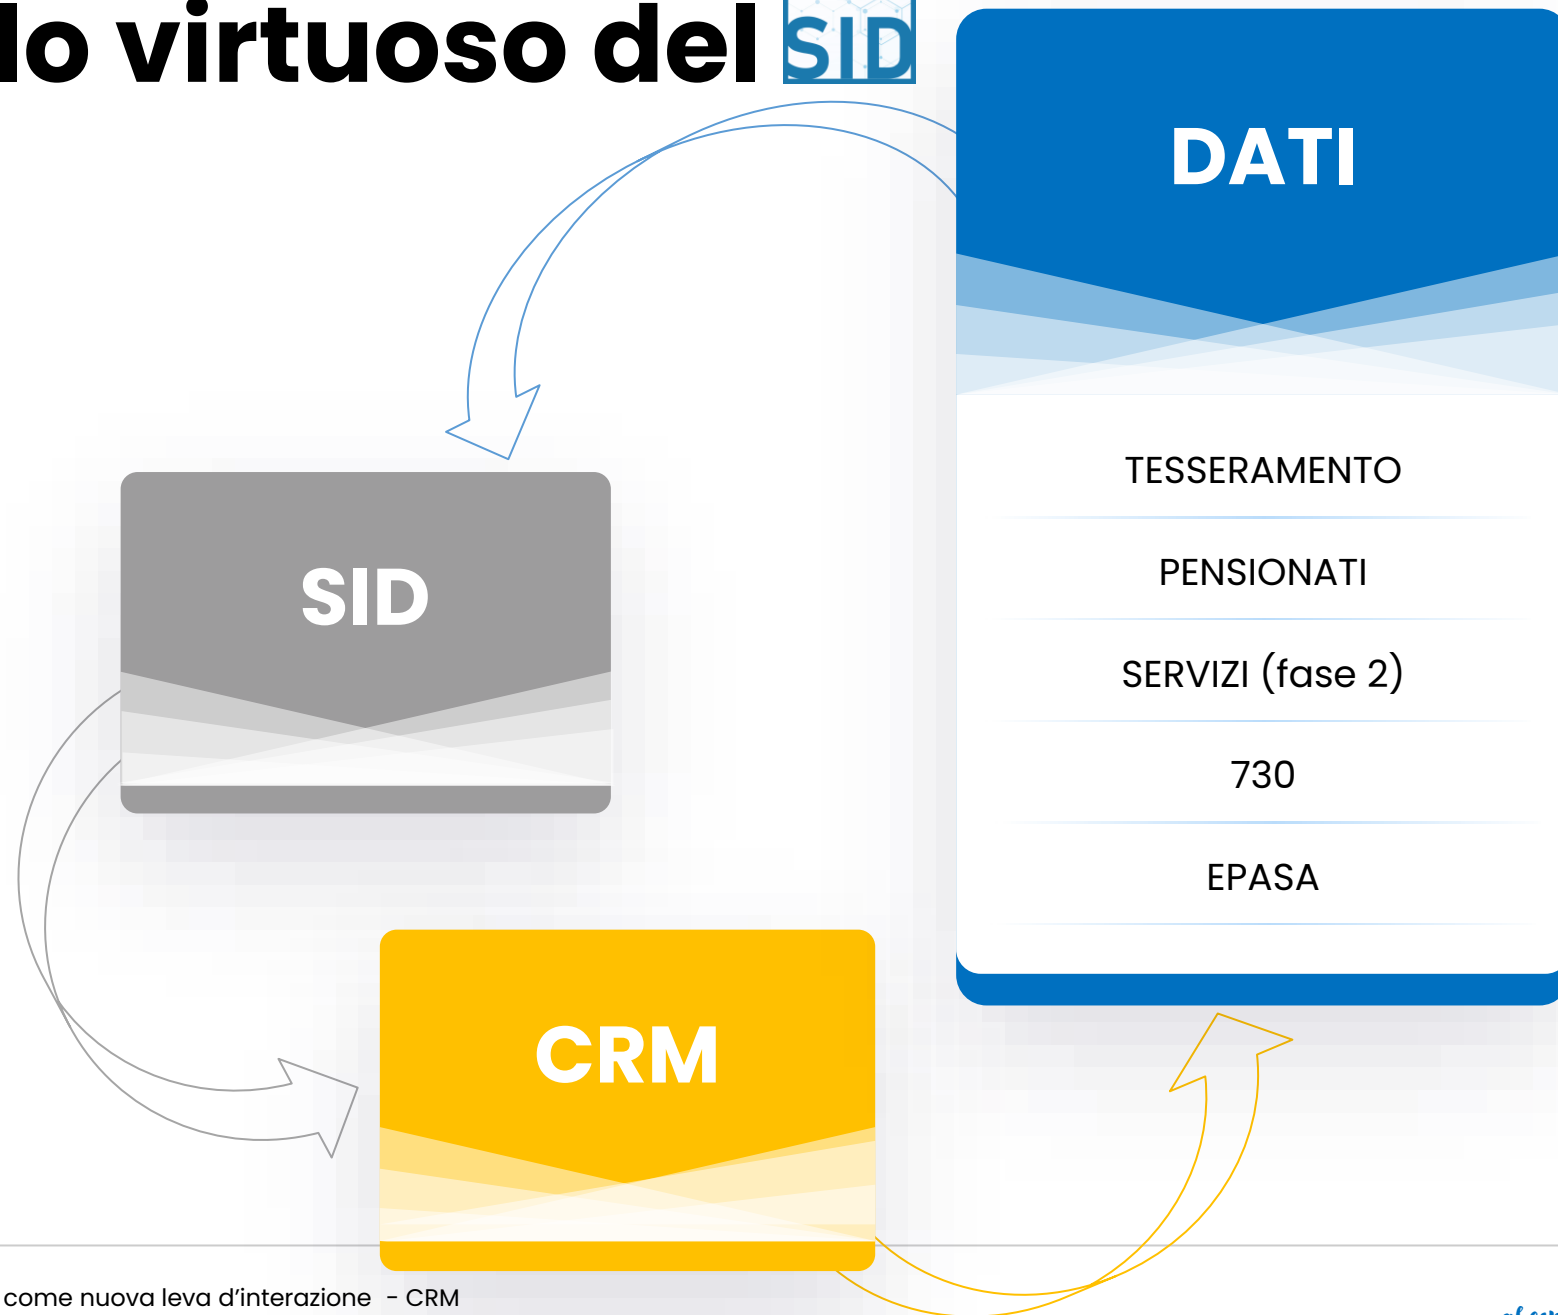 lo virtuoso del SID
DATI
TESSERAMENTO
PENSIONATI
SERVIZI (fase 2)
730
EPASA
SID
CRM
come nuova leva d’interazione - CRM